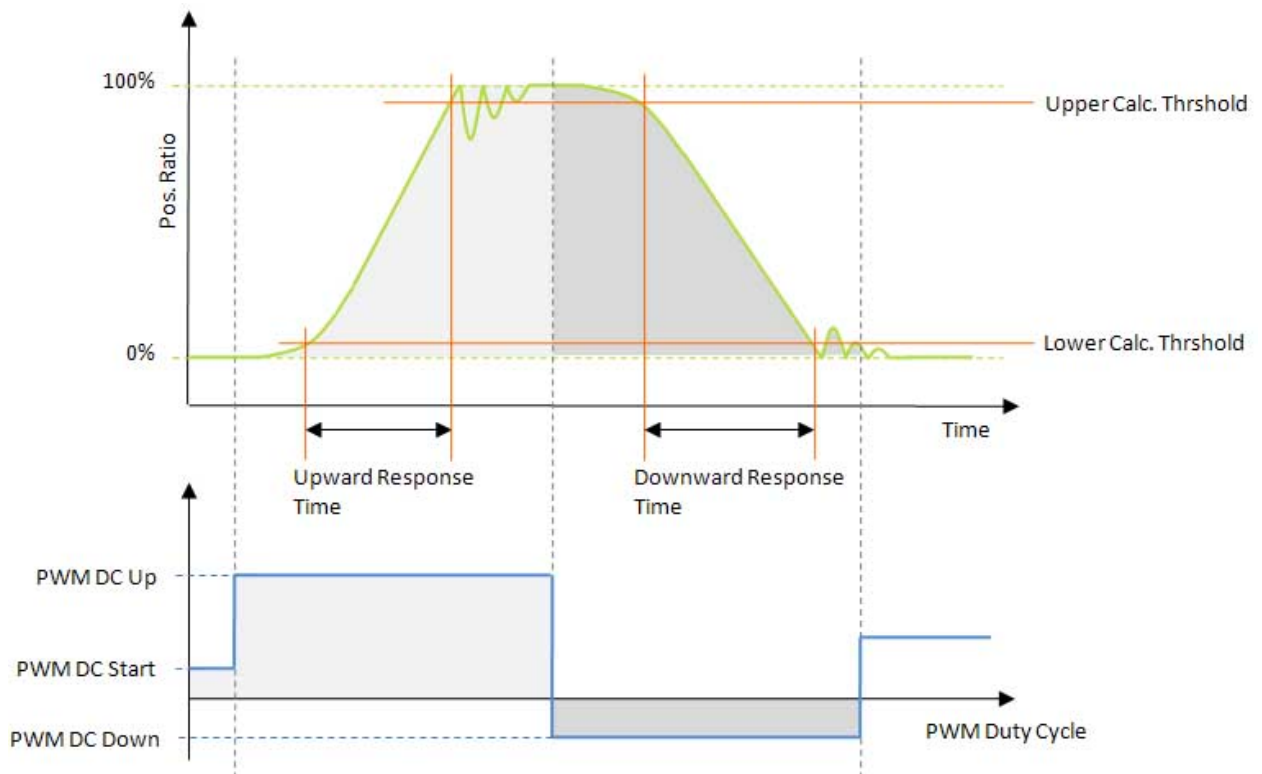 100%
Upper Calc. Thrshold
Pos. Ratio
0%
Lower Calc. Thrshold
Time
Upward Response
Time
Downward Response
Time
PWM DC Up
PWM DC Start
PWM DC Down
PWM Duty Cycle